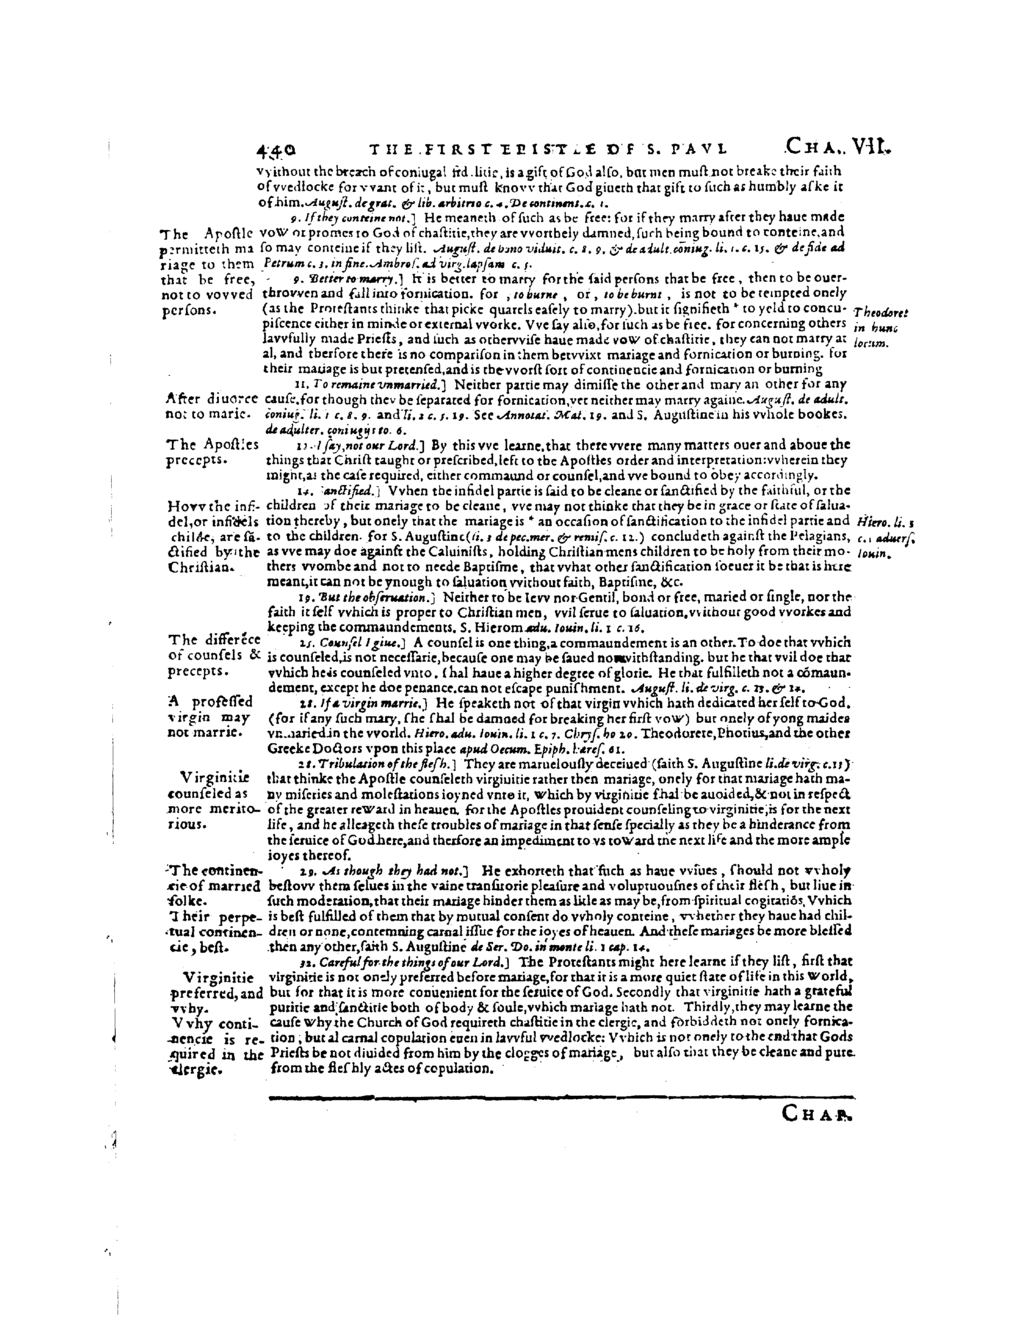 440 THE FIRST EPISTLE OF S. PAVL CHA. VII.
vvithout the breach of coniugal fidelitie, is a gift of God also, but men must not breake their faith
of vvedlocke for vvant of it, but must knovv that God giueth that gift to such as humbly aske it
of him. August. de grat. & lib. arbitrio c. 4. De continent. c. 1.
9. If they conteine not.] He meaneth of such as be free: for if they marry after they haue made
The Apostle
permitteth ma
riage to them
that be free,
not to vovved
persons.
voW or promes to God of chastitie, they are vvorthely damned, such being bound to conteine, and
so may conteine if they list. August. de bono viduit. c. 8. 9. & de adult. coniug. li. 1. c. 15. & de fide ad
Petrum c. 3. in fine. Ambros. ad virg. lapsam c. 5.
9. Better to marry.] It is better to marry for the said persons that be free, then to be ouer-
throvven and fall into fornication. for, to burne, or, to be burnt, is not to be tempted onely
(as the Protestants thinke that picke quarels easely to marry). but it signifieth * to yeld to concu-
piscence either in minde or external vvorke. Vve say also, for such as be free. for concerning others
lavvfully made Priests, and such as othervvise haue made vow of chastitie, they can not marry at
al, and therfore there is no comparison in them betvvixt mariage and fornication or burning. for
their mariage is but pretensed, and is the vvorst sort of continencie and fornication or burning
Theodoret
in hunc
locum.
11. To remaine vnmarried.] Neither partie may dimisse the other and mary an other for any
After diuorce
not to marie.
cause. for though they be separated for fornication, yet neither may marry againe. August. de adult.
coniug. li. 1 c. 8. 9. and li. 2 c. 5. 19. See Annotat. Mat. 19. and S. Augustine in his vvhole bookes.
de adulter. coniugijs to. 6.
The Apostles
precepts.
12. I say, not our Lord.] By this vve learne, that there vvere many matters ouer and aboue the
things that Christ taught or prescribed, left to the Apostles order and interpretation: vvherein they
might, as the case required, either commaund or counsel, and vve bound to obey accordingly.
14. sanctified.] Vvhen the infidel partie is said to be cleane or sanctified by the faithful, or the
Hovv the infi-
del, or infidels
childe, are sã-
ctified by the
Christian.
children of their mariage to be cleane, vve may not thinke that they be in grace or state of salua-
tion thereby, but onely that the mariage is * an occasion of sanctification to the infidel partie and
to the children. for S. Augustine (li. 3 de pec. mer. & remis. c. 12.) concludeth against the Pelagians,
as vve may doe against the Caluinists, holding Christian mens children to be holy from their mo-
thers vvombe and not to neede Baptisme, that vvhat other sanctification soeuer it be that is here
meant, it can not be ynough to saluation vvithout faith, Baptisme, &c.
Hiero. li. 1
c. 1 aduers.
Iouin.
19. But the obseruation.] Neither to be Ievv nor Gentil, bond or free, maried or single, nor the
faith it self vvhich is proper to Christian men, vvil serue to saluation, vvithout good vvorkes and
keeping the commaundements. S. Hierom adu. Iouin. li. 1 c. 16.
The differẽce
of counsels &
precepts.
25. Counsel I giue.] A counsel is one thing, a commaundement is an other. To doe that vvhich
is counseled, is not necessarie, because one may be saued notvvithstanding. but he that vvil doe that
vvhich he is counseled vnto, shal haue a higher degree of glorie. He that fulfilleth not a cõmaun-
dement, except he doe penance, can not escape punishment. August. li. de virg. c. 13. & 14.
A professed
virgin may
not marrie.
28. If a virgin marrie.] He speaketh not of that virgin vvhich hath dedicated her self to God,
(for if any such mary, she shal be damned for breaking her first vow) but onely of yong maides
vnmaried in the vvorld. Hiero. adu. Iouin. li. 1 c. 7. Chrys. ho 20. Theodorete, Photius, and the other
Greeke Doctors vpon this place apud Oecum. Epiph. hæres. 61.
28. Tribulation of the flesh.] They are maruelously deceiued (saith S. Augustine li. de virg. c. 13)
Virginitie
counseled as
more merito-
rious.
that thinke the Apostle counseleth virginitie rather then mariage, onely for that mariage hath ma-
ny miseries and molestations ioyned vnto it, which by virginitie shal be auoided, & not in respect
of the greater reWard in heauen. for the Apostles prouident counseling to virginitie, is for the next
life, and he alleageth these troubles of mariage in that sense specially as they be a hinderance from
the seruice of God here, and therfore an impediment to vs toWard the next life and the more ample
ioyes thereof.
The continen-
cie of married
folke.
Their perpe-
tual continen-
cie, best.
29. As though they had not.] He exhorteth that such as haue vviues, should not vvholy
bestovv them selues in the vaine transitorie pleasure and voluptuousnes of their flesh, but liue in
such moderation, that their mariage hinder them as litle as may be, from spiritual cogitatiõs, Vvhich
is best fulfilled of them that by mutual consent do vvholy conteine, vvhether they haue had chil-
dren or none, contemning carnal issue for the ioyes of heauen. And these mariages be more blessed
then any other, saith S. Augustine de Ser. Do. in monte li. 1 cap. 14.
32. Careful for the things of our Lord.] The Protestants might here learne if they list, first that
Virginitie
preferred, and
vvhy.
Vvhy conti-
nencie is re-
quired in the
clergie.
virginitie is not onely preferred before mariage, for that it is a more quiet state of life in this World,
but for that it is more conuenient for the seruice of God. Secondly that virginitie hath a grateful
puritie and sanctitie both of body & soule, vvhich mariage hath not. Thirdly, they may learne the
cause Why the Church of God requireth chastitie in the clergie, and forbiddeth not onely fornica-
tion, but al carnal copulation euen in lavvful vvedlocke: Vvhich is not onely to the end that Gods
Priests be not diuided from him by the clogges of mariage, but also that they be cleane and pure
from the fleshly actes of copulation.
CHAP.